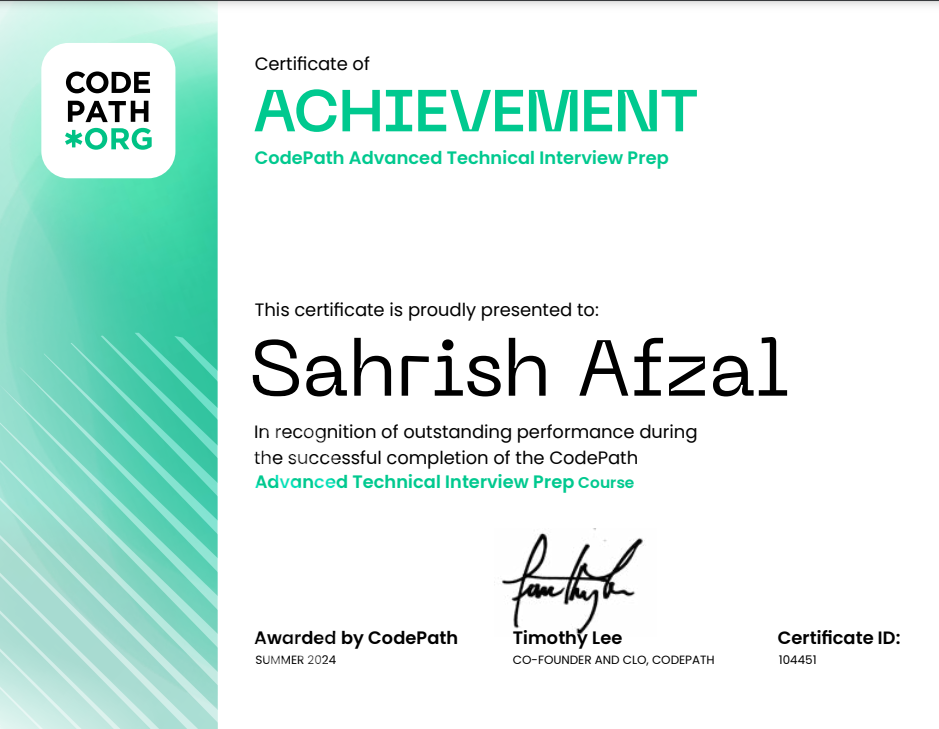 CODE
PATH
*ORG
Certificate of
ACHIEVEMENT
CodePath Advanced Technical Interview Prep
This certificate is proudly presented to:
Sahrish Afzal
In recognition of outstanding performance during
the successful completion of the CodePath
Advanced Technical Interview Prep Course
Awarded by CodePath
SUMMER 2024
Timothy Lee
CO-FOUNDER AND CLO, CODEPATH
Certificate ID:
104451